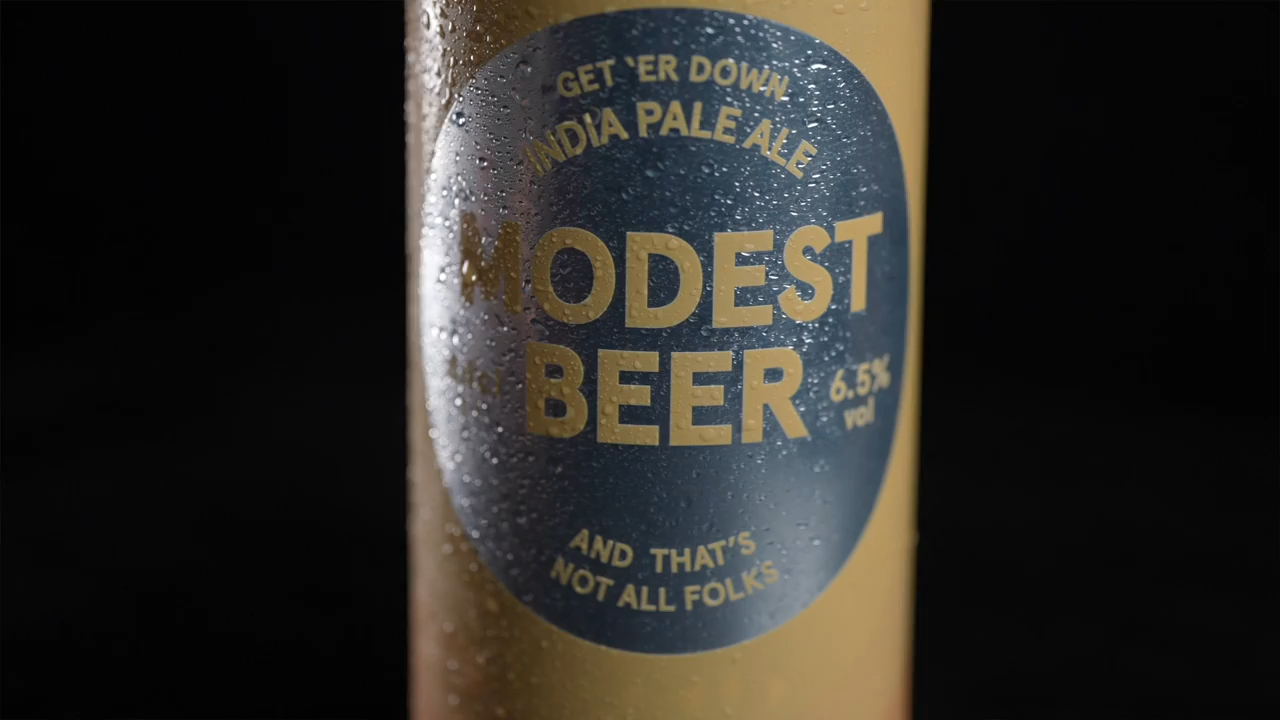 GET 'ER DOWN
INDIA PALE ALE
MODEST
BEER
6.5%
vol
AND THAT'S
NOT ALL FOLKS